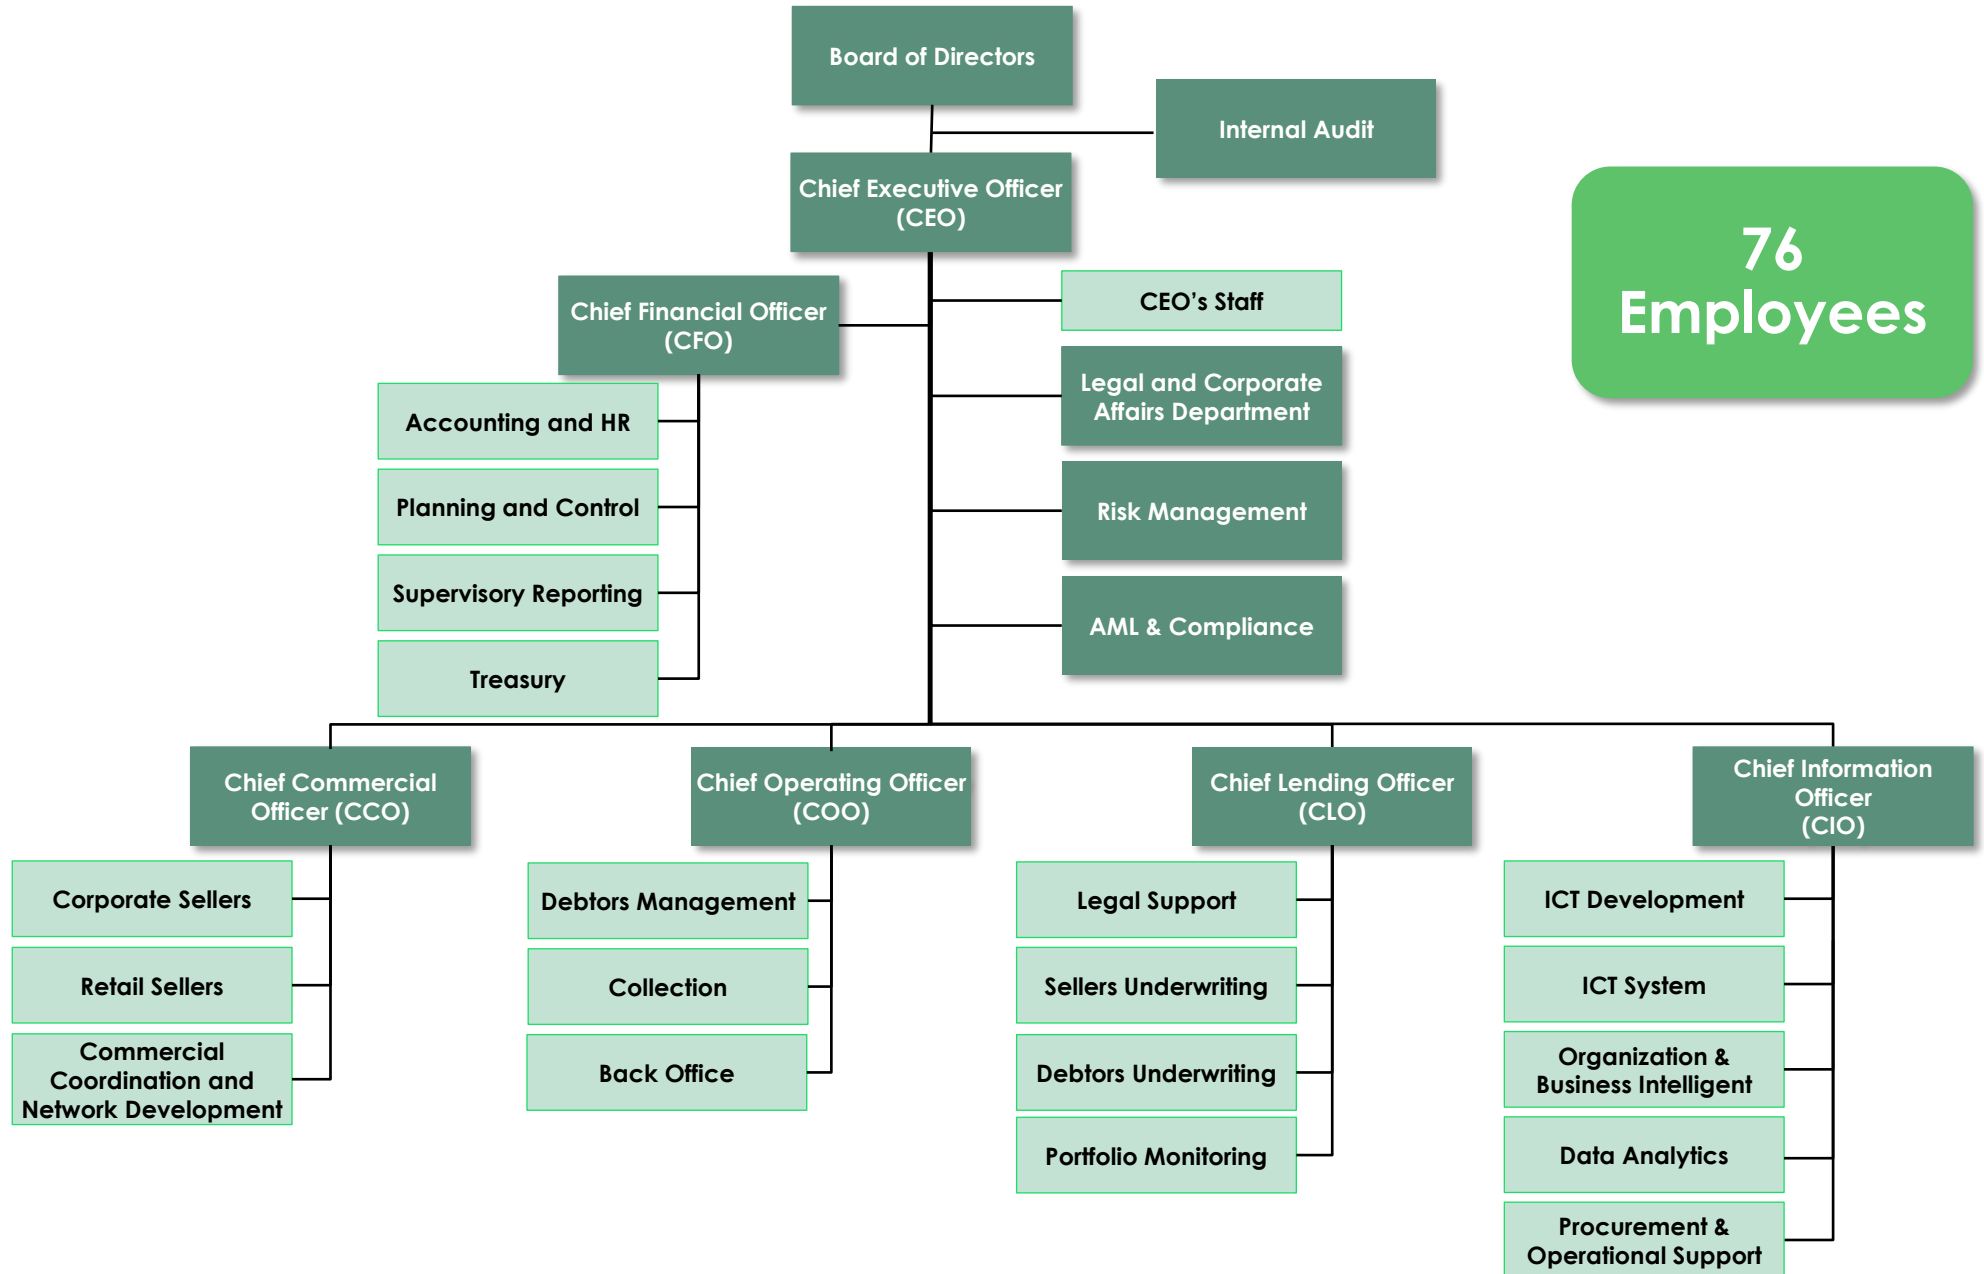 Board of Directors
Internal Audit
Chief Executive Officer
(CEO)
76
Employees
CEO’s Staff
Chief Financial Officer
(CFO)
Legal and Corporate
Affairs Department
Accounting and HR
Risk Management
Planning and Control
Supervisory Reporting
AML & Compliance
Treasury
Chief Commercial
Officer (CCO)
Chief Operating Officer
(COO)
Chief Lending Officer
(CLO)
Chief Information
Officer
(CIO)
Corporate Sellers
Retail Sellers
Commercial
Coordination and
Network Development
Debtors Management
Collection
Back Office
Legal Support
Sellers Underwriting
Debtors Underwriting
Portfolio Monitoring
ICT Development
ICT System
Organization &
Business Intelligent
Data Analytics
Procurement &
Operational Support